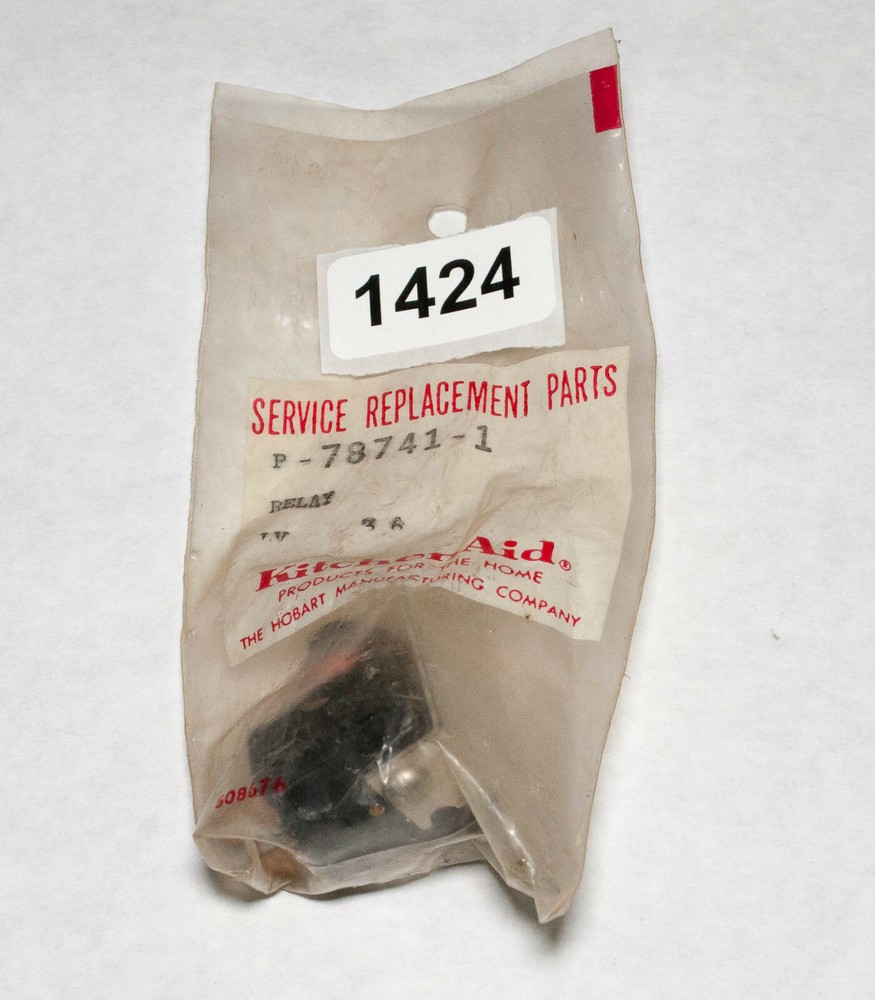 1424
SERVICE REPLACEMENT PARTS
P-78741-1
RELAY
KitchenAid®
PRODUCTS FOR THE HOME
THE HOBART MANUFACTURING COMPANY